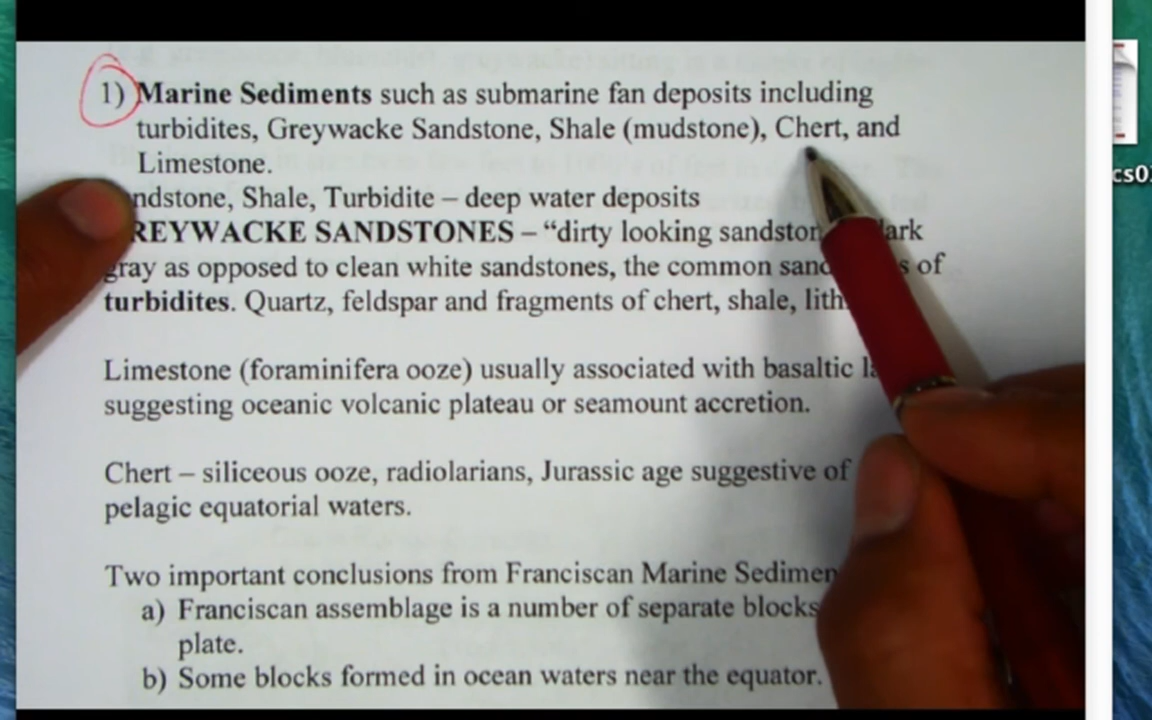 1) Marine Sediments such as submarine fan deposits including
turbidites, Greywacke Sandstone, Shale (mudstone), Chert, and
Limestone.
ndstone, Shale, Turbidite – deep water deposits
REYWACKE SANDSTONES – “dirty looking sandston ark
gray as opposed to clean white sandstones, the common sand s of
turbidites. Quartz, feldspar and fragments of chert, shale, lith
Limestone (foraminifera ooze) usually associated with basaltic la
suggesting oceanic volcanic plateau or seamount accretion.
Chert – siliceous ooze, radiolarians, Jurassic age suggestive of
pelagic equatorial waters.
Two important conclusions from Franciscan Marine Sedimen
a) Franciscan assemblage is a number of separate blocks
plate.
b) Some blocks formed in ocean waters near the equator.
cs03